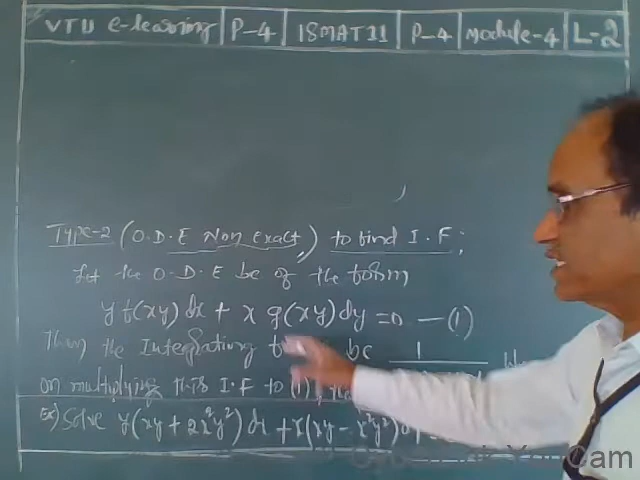 VTU e-learning P-4 18MAT11 P-4 Module-4 L-2
Type-2 (O.D.E Non exact,) to find I.F;
Let the O.D.E be of the form
y f(xy) dx + x g(xy) dy = 0 — (1)
Then the Integrating be 1
on multiplying this I.F to (1),
Ex) Solve y(xy + 2x²y²) dx + x(xy - x²y²) dy
YouCam